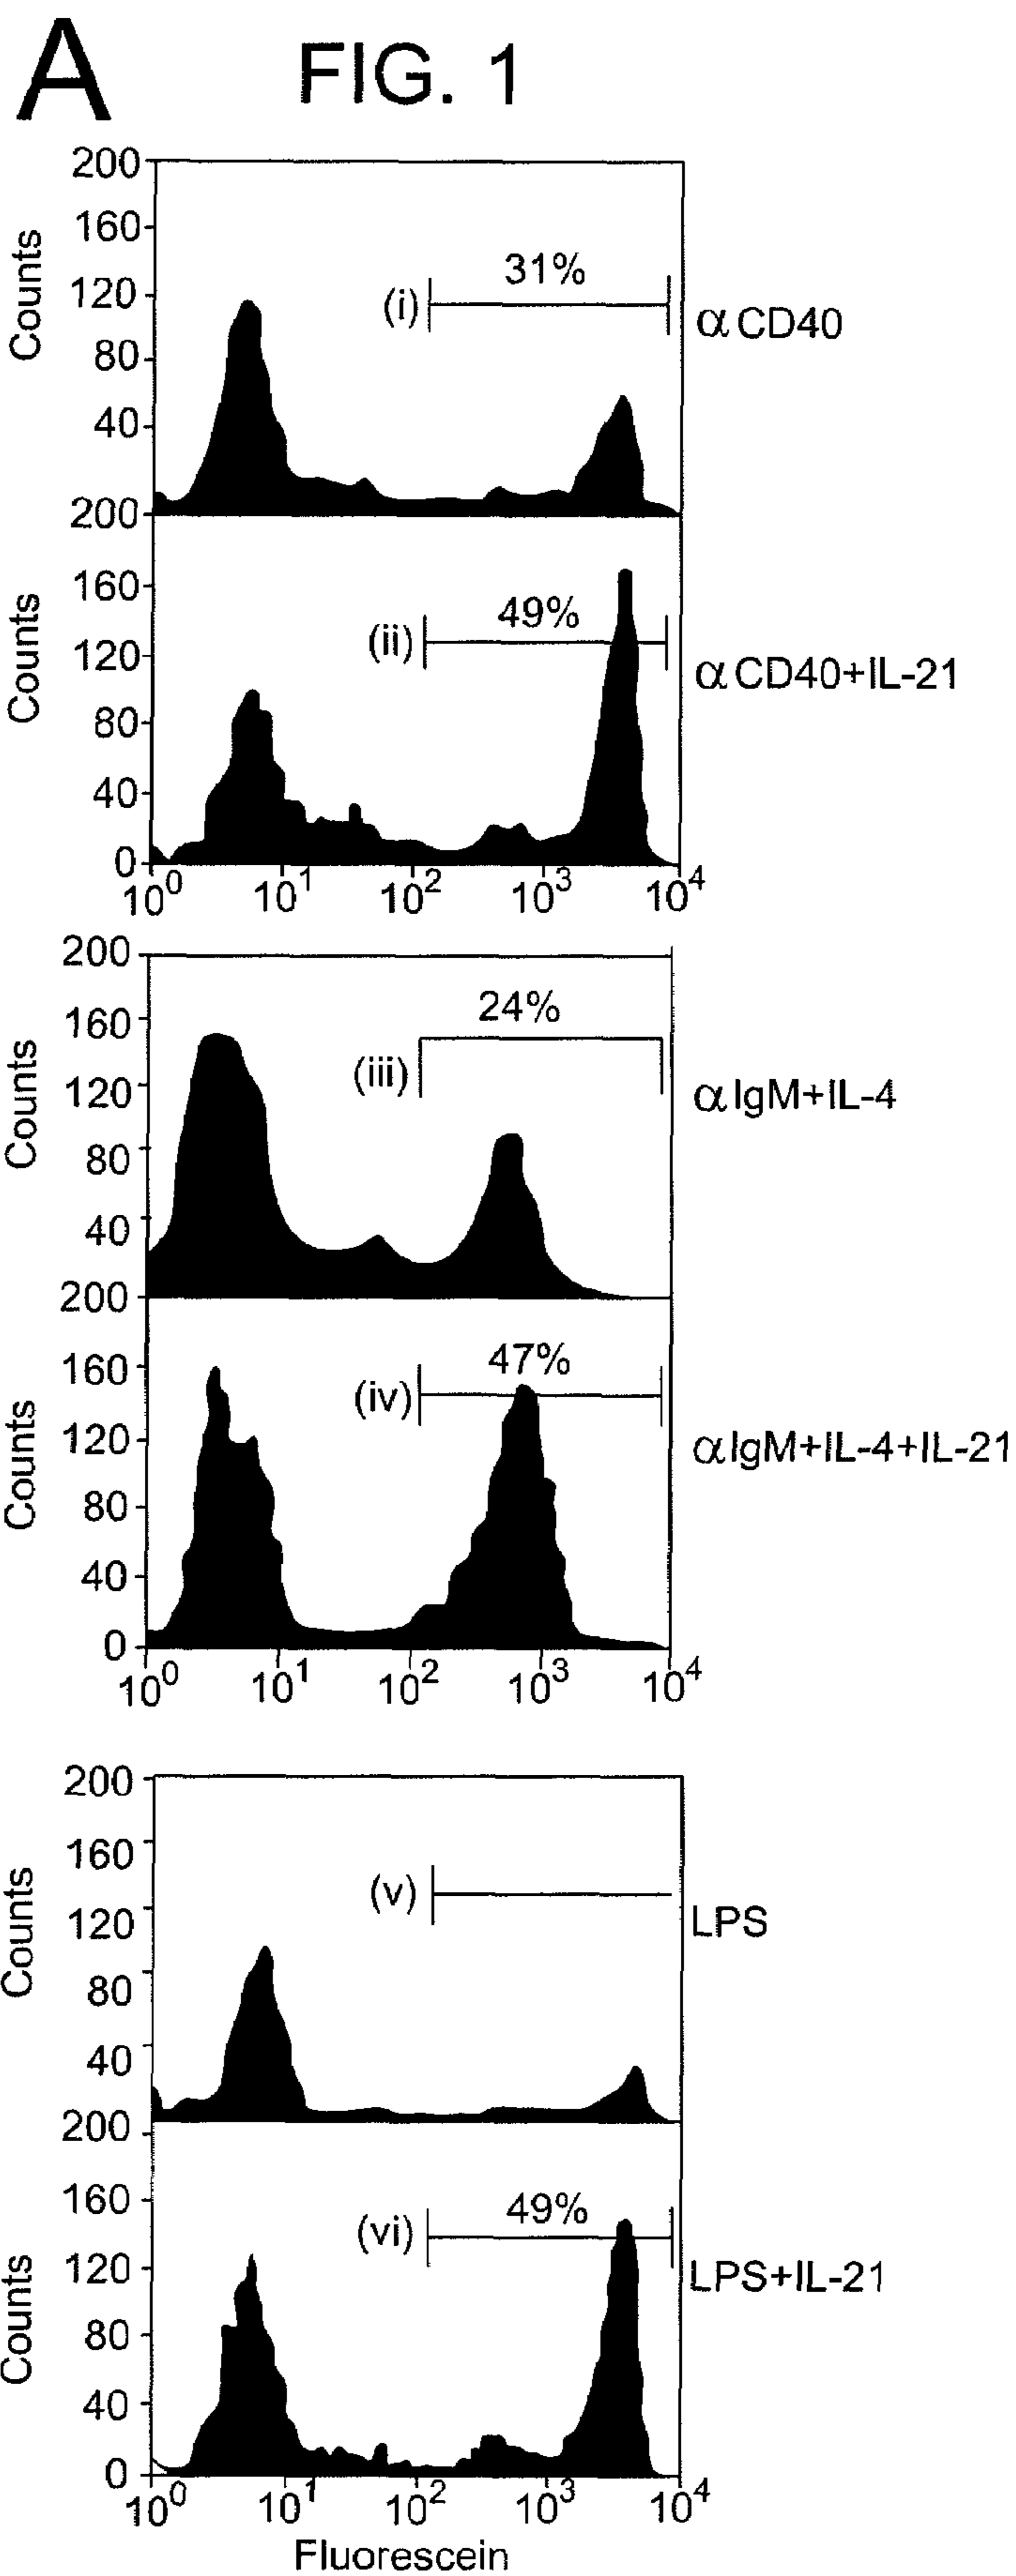 A FIG. 1
200
160
120
80
40
Counts
31%
(i)
α CD40
200
160
120
80
40
0
Counts
49%
(ii)
α CD40+IL-21
10⁰ 10¹ 10² 10³ 10⁴
200
160
120
80
40
Counts
24%
(iii)
α IgM+IL-4
200
160
120
80
40
0
Counts
47%
(iv)
αIgM+IL-4+IL-21
10⁰ 10¹ 10² 10³ 10⁴
200
160
120
80
40
Counts
(v)
LPS
200
160
120
80
40
0
Counts
49%
(vi)
LPS+IL-21
10⁰ 10¹ 10² 10³ 10⁴
Fluorescein